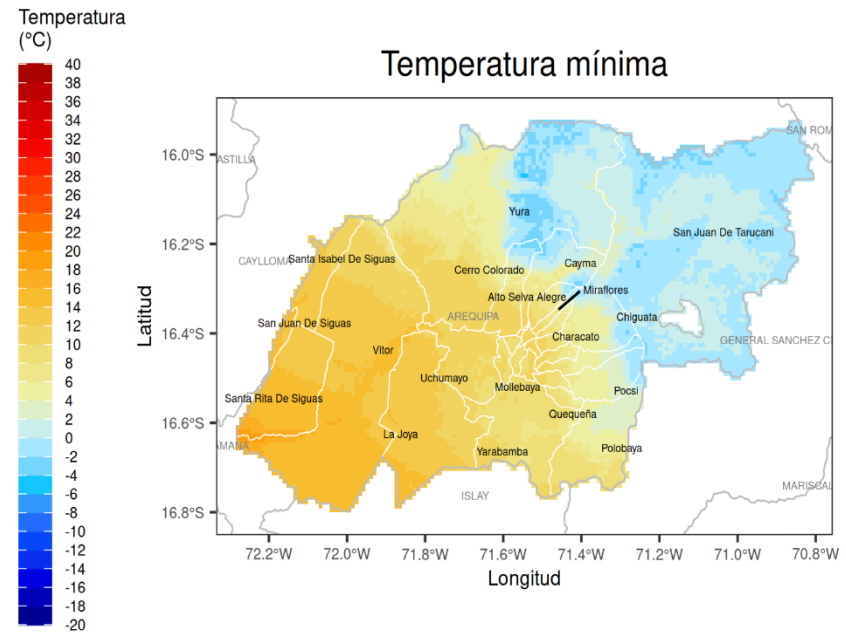 Temperatura
(°C)
40
38
36
34
32
30
28
26
24
22
20
18
16
14
12
10
8
6
4
2
0
-2
-4
-6
-8
-10
-12
-14
-16
-18
-20
Temperatura mínima
SAN ROM
ASTILLA
Yura
San Juan De Tarucani
CAYLLOMA
Santa Isabel De Siguas
Cerro Colorado
Cayma
Alto Selva Alegre
Miraflores
AREQUIPA
Chiguata
San Juan De Siguas
Characato
GENERAL SANCHEZ C
Vitor
Uchumayo
Mollebaya
Pocsi
Santa Rita De Siguas
Quequeña
La Joya
AMANA
Yarabamba
Polobaya
ISLAY
MARISCAL
16.0°S
16.2°S
16.4°S
16.6°S
16.8°S
Latitud
72.2°W 72.0°W 71.8°W 71.6°W 71.4°W 71.2°W 71.0°W 70.8°W
Longitud